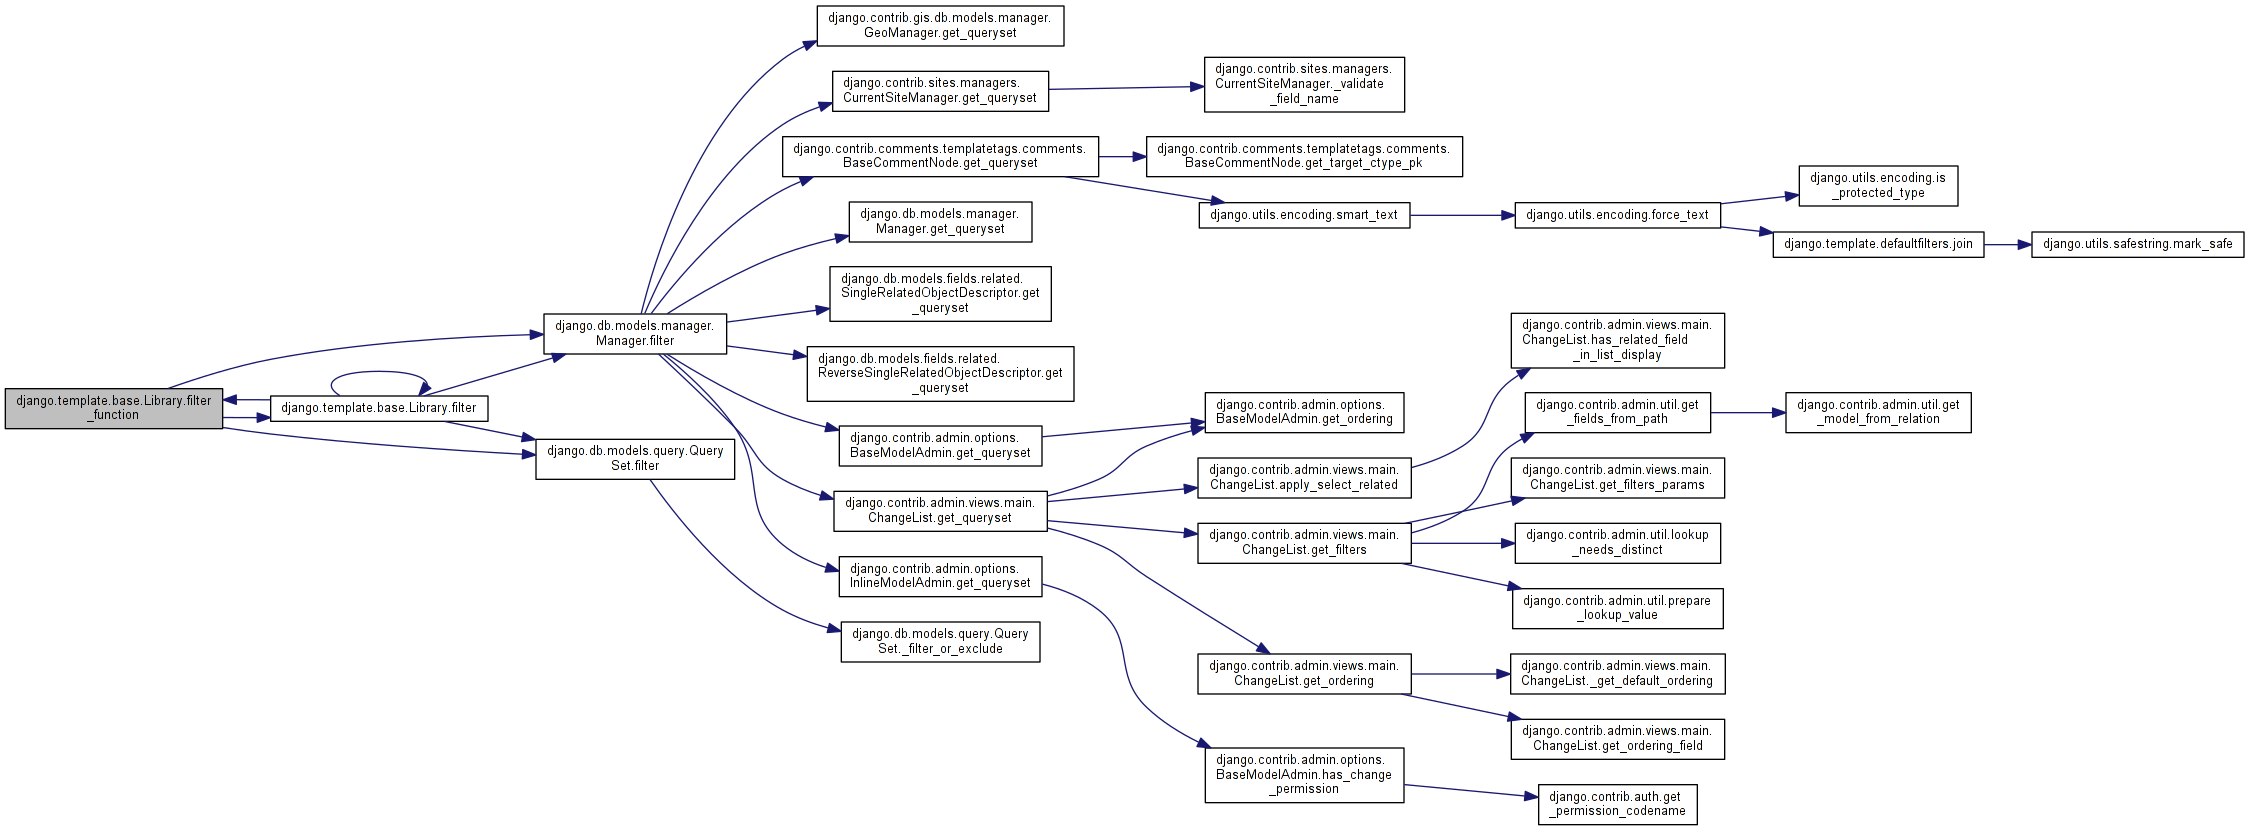 django.contrib.gis.db.models.manager.
GeoManager.get_queryset
django.contrib.sites.managers.
CurrentSiteManager.get_queryset
django.contrib.sites.managers.
CurrentSiteManager._validate
_field_name
django.contrib.comments.templatetags.comments.
BaseCommentNode.get_queryset
django.contrib.comments.templatetags.comments.
BaseCommentNode.get_target_ctype_pk
django.utils.encoding.smart_text
django.utils.encoding.force_text
django.utils.encoding.is
_protected_type
django.template.defaultfilters.join
django.utils.safestring.mark_safe
django.db.models.manager.
Manager.get_queryset
django.db.models.fields.related.
SingleRelatedObjectDescriptor.get
_queryset
django.db.models.manager.
Manager.filter
django.db.models.fields.related.
ReverseSingleRelatedObjectDescriptor.get
_queryset
django.template.base.Library.filter
_function
django.template.base.Library.filter
django.db.models.query.Query
Set.filter
django.contrib.admin.options.
BaseModelAdmin.get_queryset
django.contrib.admin.options.
BaseModelAdmin.get_ordering
django.contrib.admin.views.main.
ChangeList.has_related_field
_in_list_display
django.contrib.admin.util.get
_fields_from_path
django.contrib.admin.util.get
_model_from_relation
django.contrib.admin.views.main.
ChangeList.get_queryset
django.contrib.admin.views.main.
ChangeList.apply_select_related
django.contrib.admin.views.main.
ChangeList.get_filters_params
django.contrib.admin.views.main.
ChangeList.get_filters
django.contrib.admin.util.lookup
_needs_distinct
django.contrib.admin.options.
InlineModelAdmin.get_queryset
django.contrib.admin.util.prepare
_lookup_value
django.db.models.query.Query
Set._filter_or_exclude
django.contrib.admin.views.main.
ChangeList.get_ordering
django.contrib.admin.views.main.
ChangeList._get_default_ordering
django.contrib.admin.views.main.
ChangeList.get_ordering_field
django.contrib.admin.options.
BaseModelAdmin.has_change
_permission
django.contrib.auth.get
_permission_codename